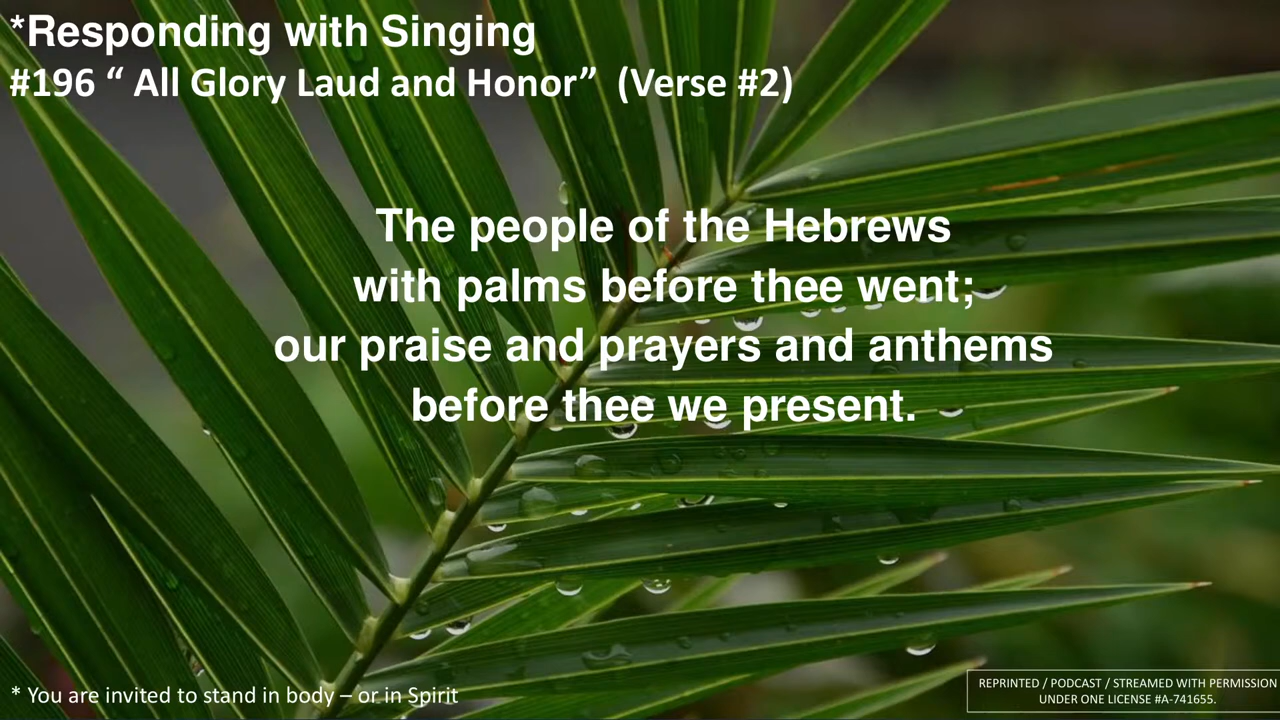 *Responding with Singing
#196 “ All Glory Laud and Honor”  (Verse #2)
The people of the Hebrews
with palms before thee went;
our praise and prayers and anthems
before thee we present.
* You are invited to stand in body – or in Spirit
REPRINTED / PODCAST / STREAMED WITH PERMISSION
UNDER ONE LICENSE #A-741655.